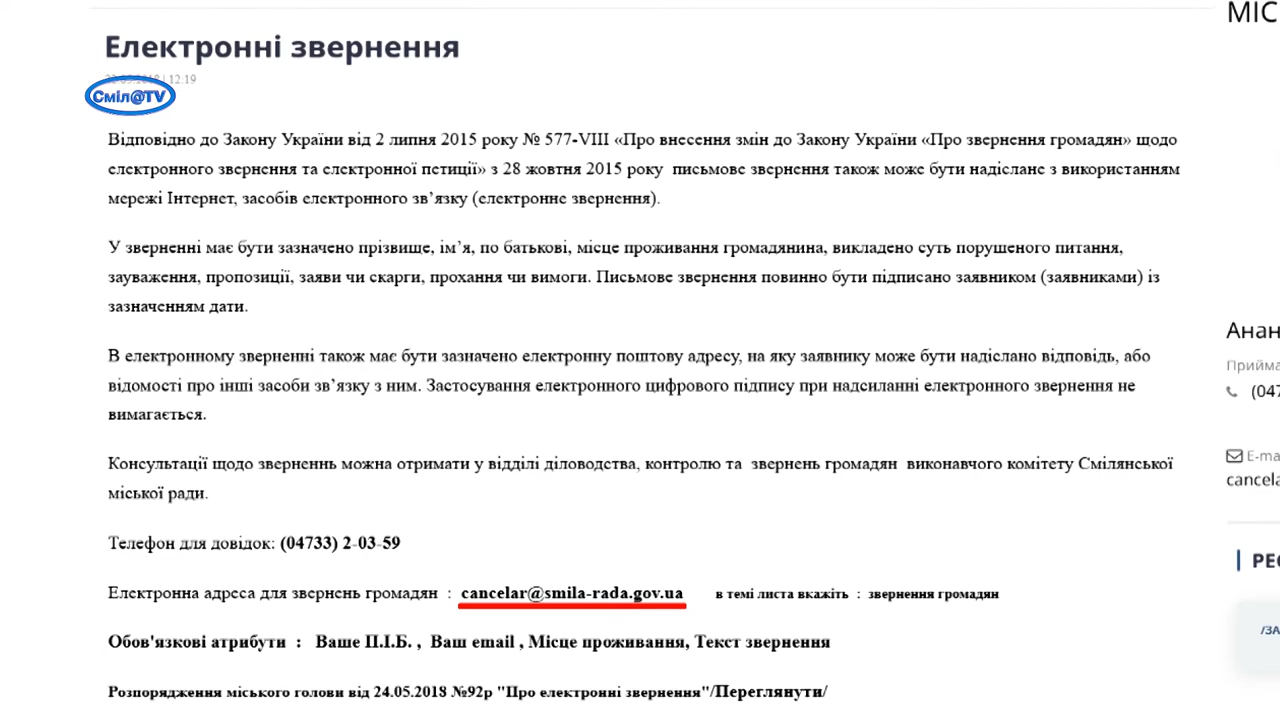 Електронні звернення
12:19
Сміл@TV
Відповідно до Закону України від 2 липня 2015 року № 577-VIII «Про внесення змін до Закону України «Про звернення громадян» щодо
електронного звернення та електронної петиції» з 28 жовтня 2015 року письмове звернення також може бути надіслане з використанням
мережі Інтернет, засобів електронного зв’язку (електронне звернення).
У зверненні має бути зазначено прізвище, ім’я, по батькові, місце проживання громадянина, викладено суть порушеного питання,
зауваження, пропозиції, заяви чи скарги, прохання чи вимоги. Письмове звернення повинно бути підписано заявником (заявниками) із
зазначенням дати.
В електронному зверненні також має бути зазначено електронну поштову адресу, на яку заявнику може бути надіслано відповідь, або
відомості про інші засоби зв’язку з ним. Застосування електронного цифрового підпису при надсиланні електронного звернення не
вимагається.
Консультації щодо зверненнь можна отримати у відділі діловодства, контролю та звернень громадян виконавчого комітету Смілянської
міської ради.
Телефон для довідок: (04733) 2-03-59
Електронна адреса для звернень громадян : cancelar@smila-rada.gov.ua в темі листа вкажіть : звернення громадян
Обов'язкові атрибути : Ваше П.І.Б. , Ваш email , Місце проживання, Текст звернення
Розпорядження міського голови від 24.05.2018 №92р "Про електронні звернення"/Переглянути/
МІС
Анан
Прийма
(047
E-ma
cancela
РЕС
/ЗА